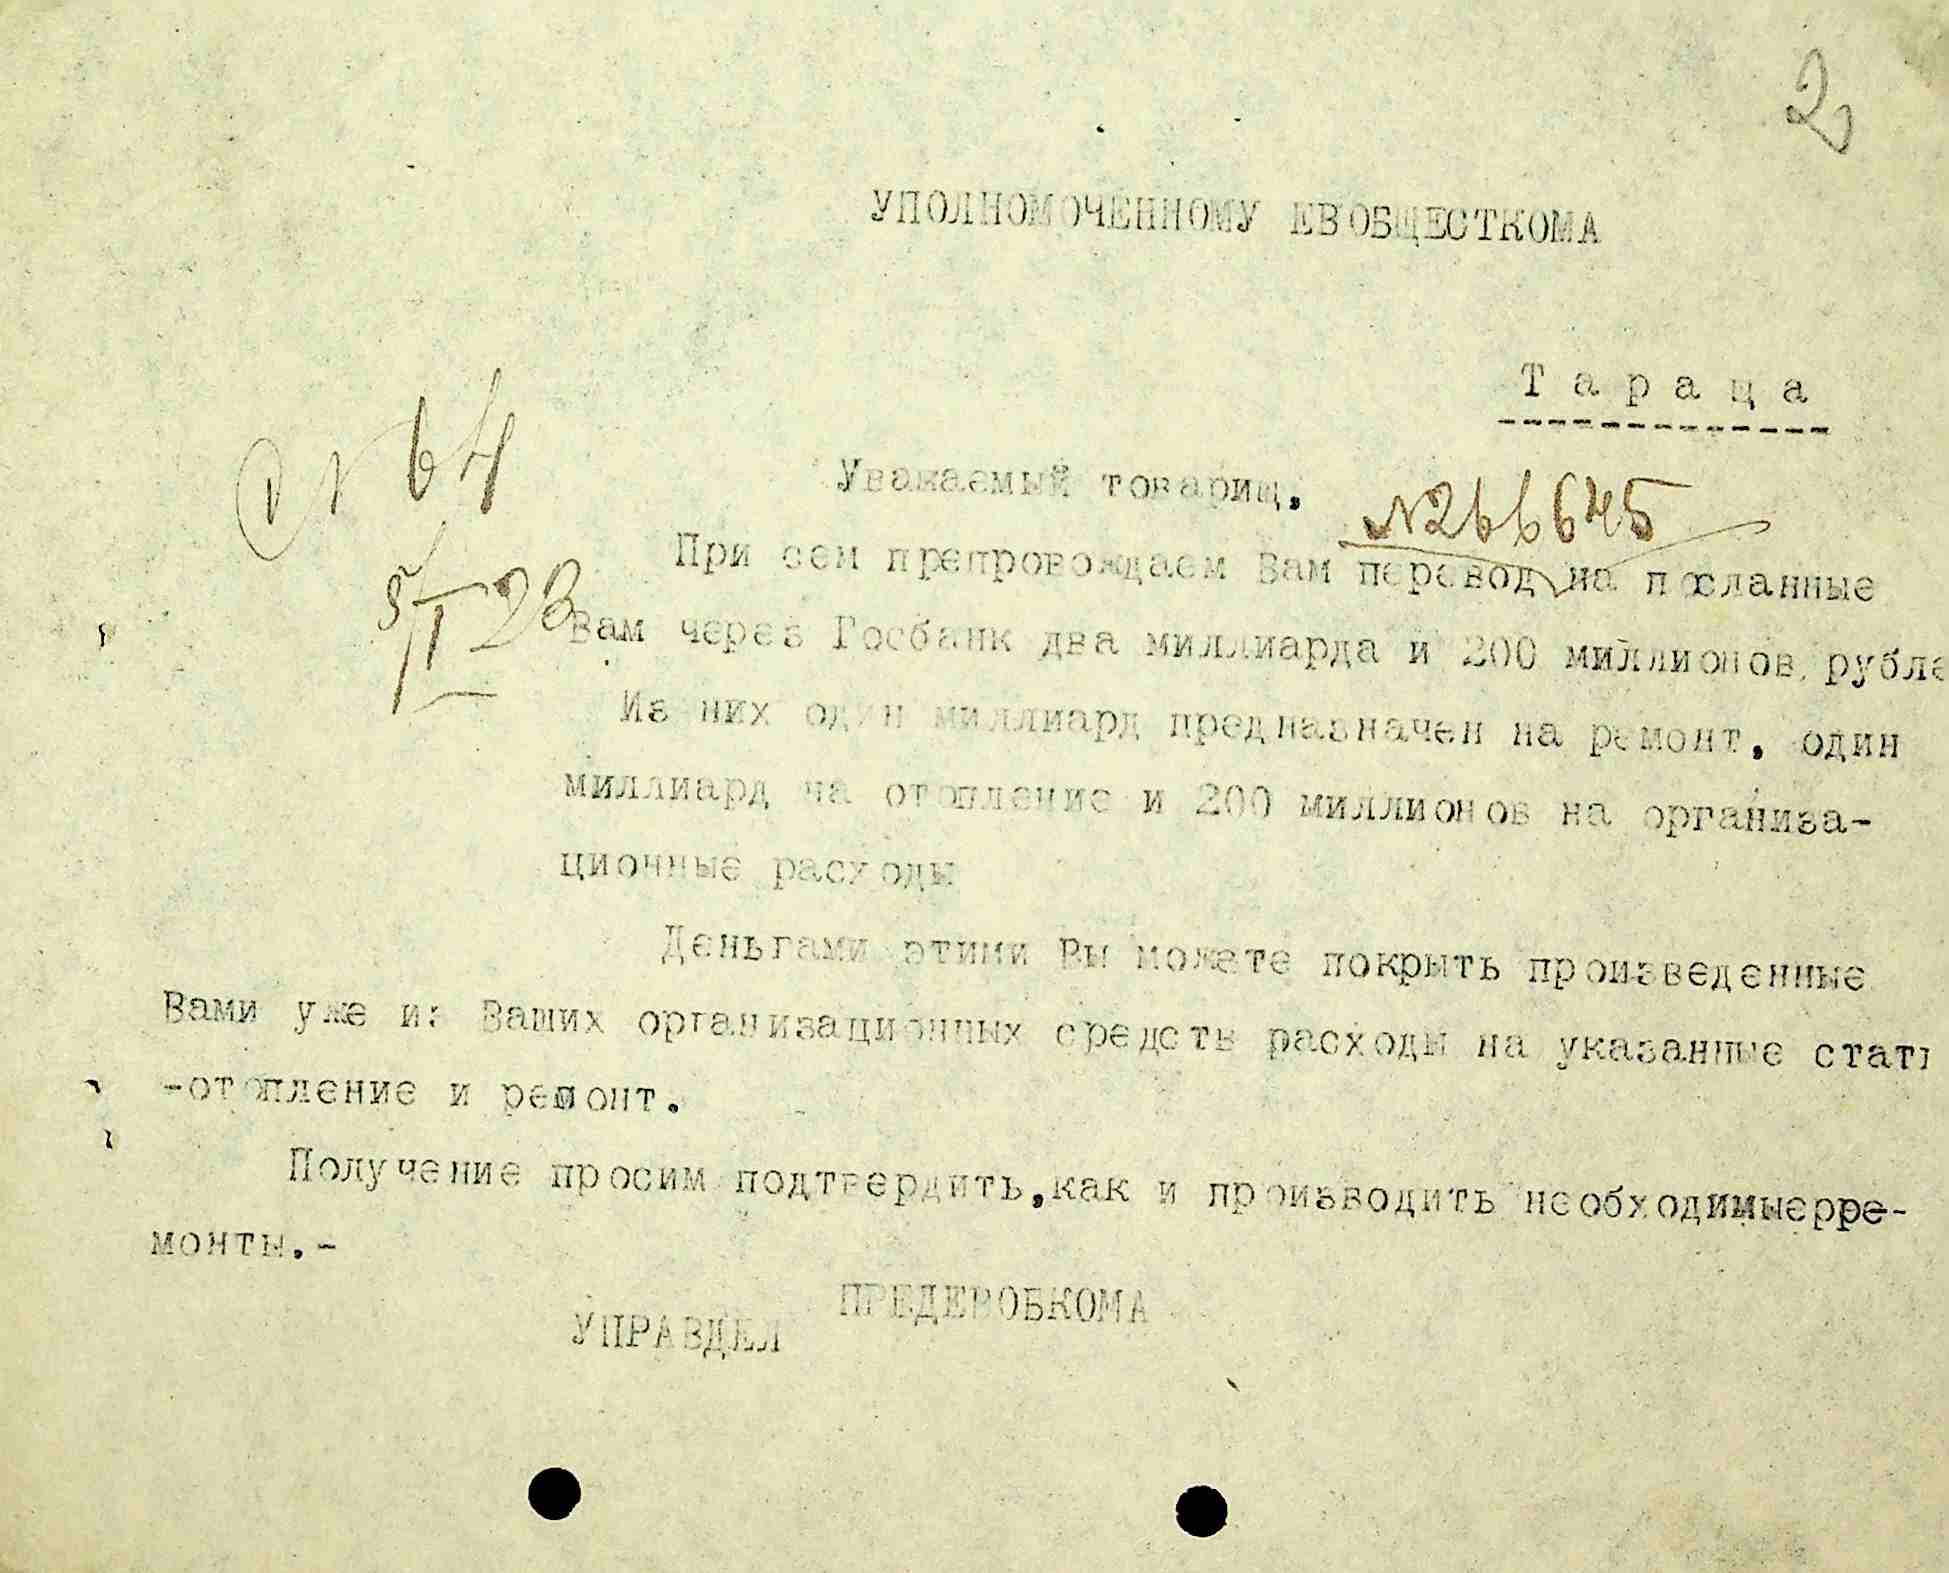 2
УПОЛНОМОЧЕННОМУ ЕВОБЩЕСТКОМА
Тараща
№ 64
Уважаемый товарищ.
№266645
При сем препровождаем Вам перевод на посланные
5/I 23
Вам через Госбанк два миллиарда и 200 миллионов рубле
Из них один миллиард предназначен на ремонт, один
миллиард на отопление и 200 миллионов на организа-
ционные расходы
Деньгами этими Вы можете покрыть произведенные
Вами уже из Ваших организационных средств расходы на указанные стат
-отопление и ремонт.
Получение просим подтвердить,как и производить необходимыерре-
монты.-
ПРЕДЕВОБКОМА
УПРАВДЕЛ